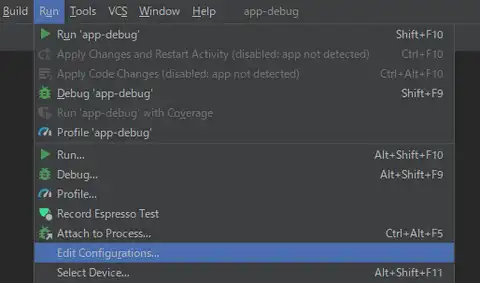 Build Run Tools VCS Window Help app-debug
Run 'app-debug' Shift+F10
Apply Changes and Restart Activity (disabled: app not detected) Ctrl+F10
Apply Code Changes (disabled: app not detected) Ctrl+Alt+F10
Debug 'app-debug' Shift+F9
Run 'app-debug' with Coverage
Profile 'app-debug'
Run... Alt+Shift+F10
Debug... Alt+Shift+F9
Profile...
Record Espresso Test
Attach to Process... Ctrl+Alt+F5
Edit Configurations...
Select Device... Alt+Shift+F11